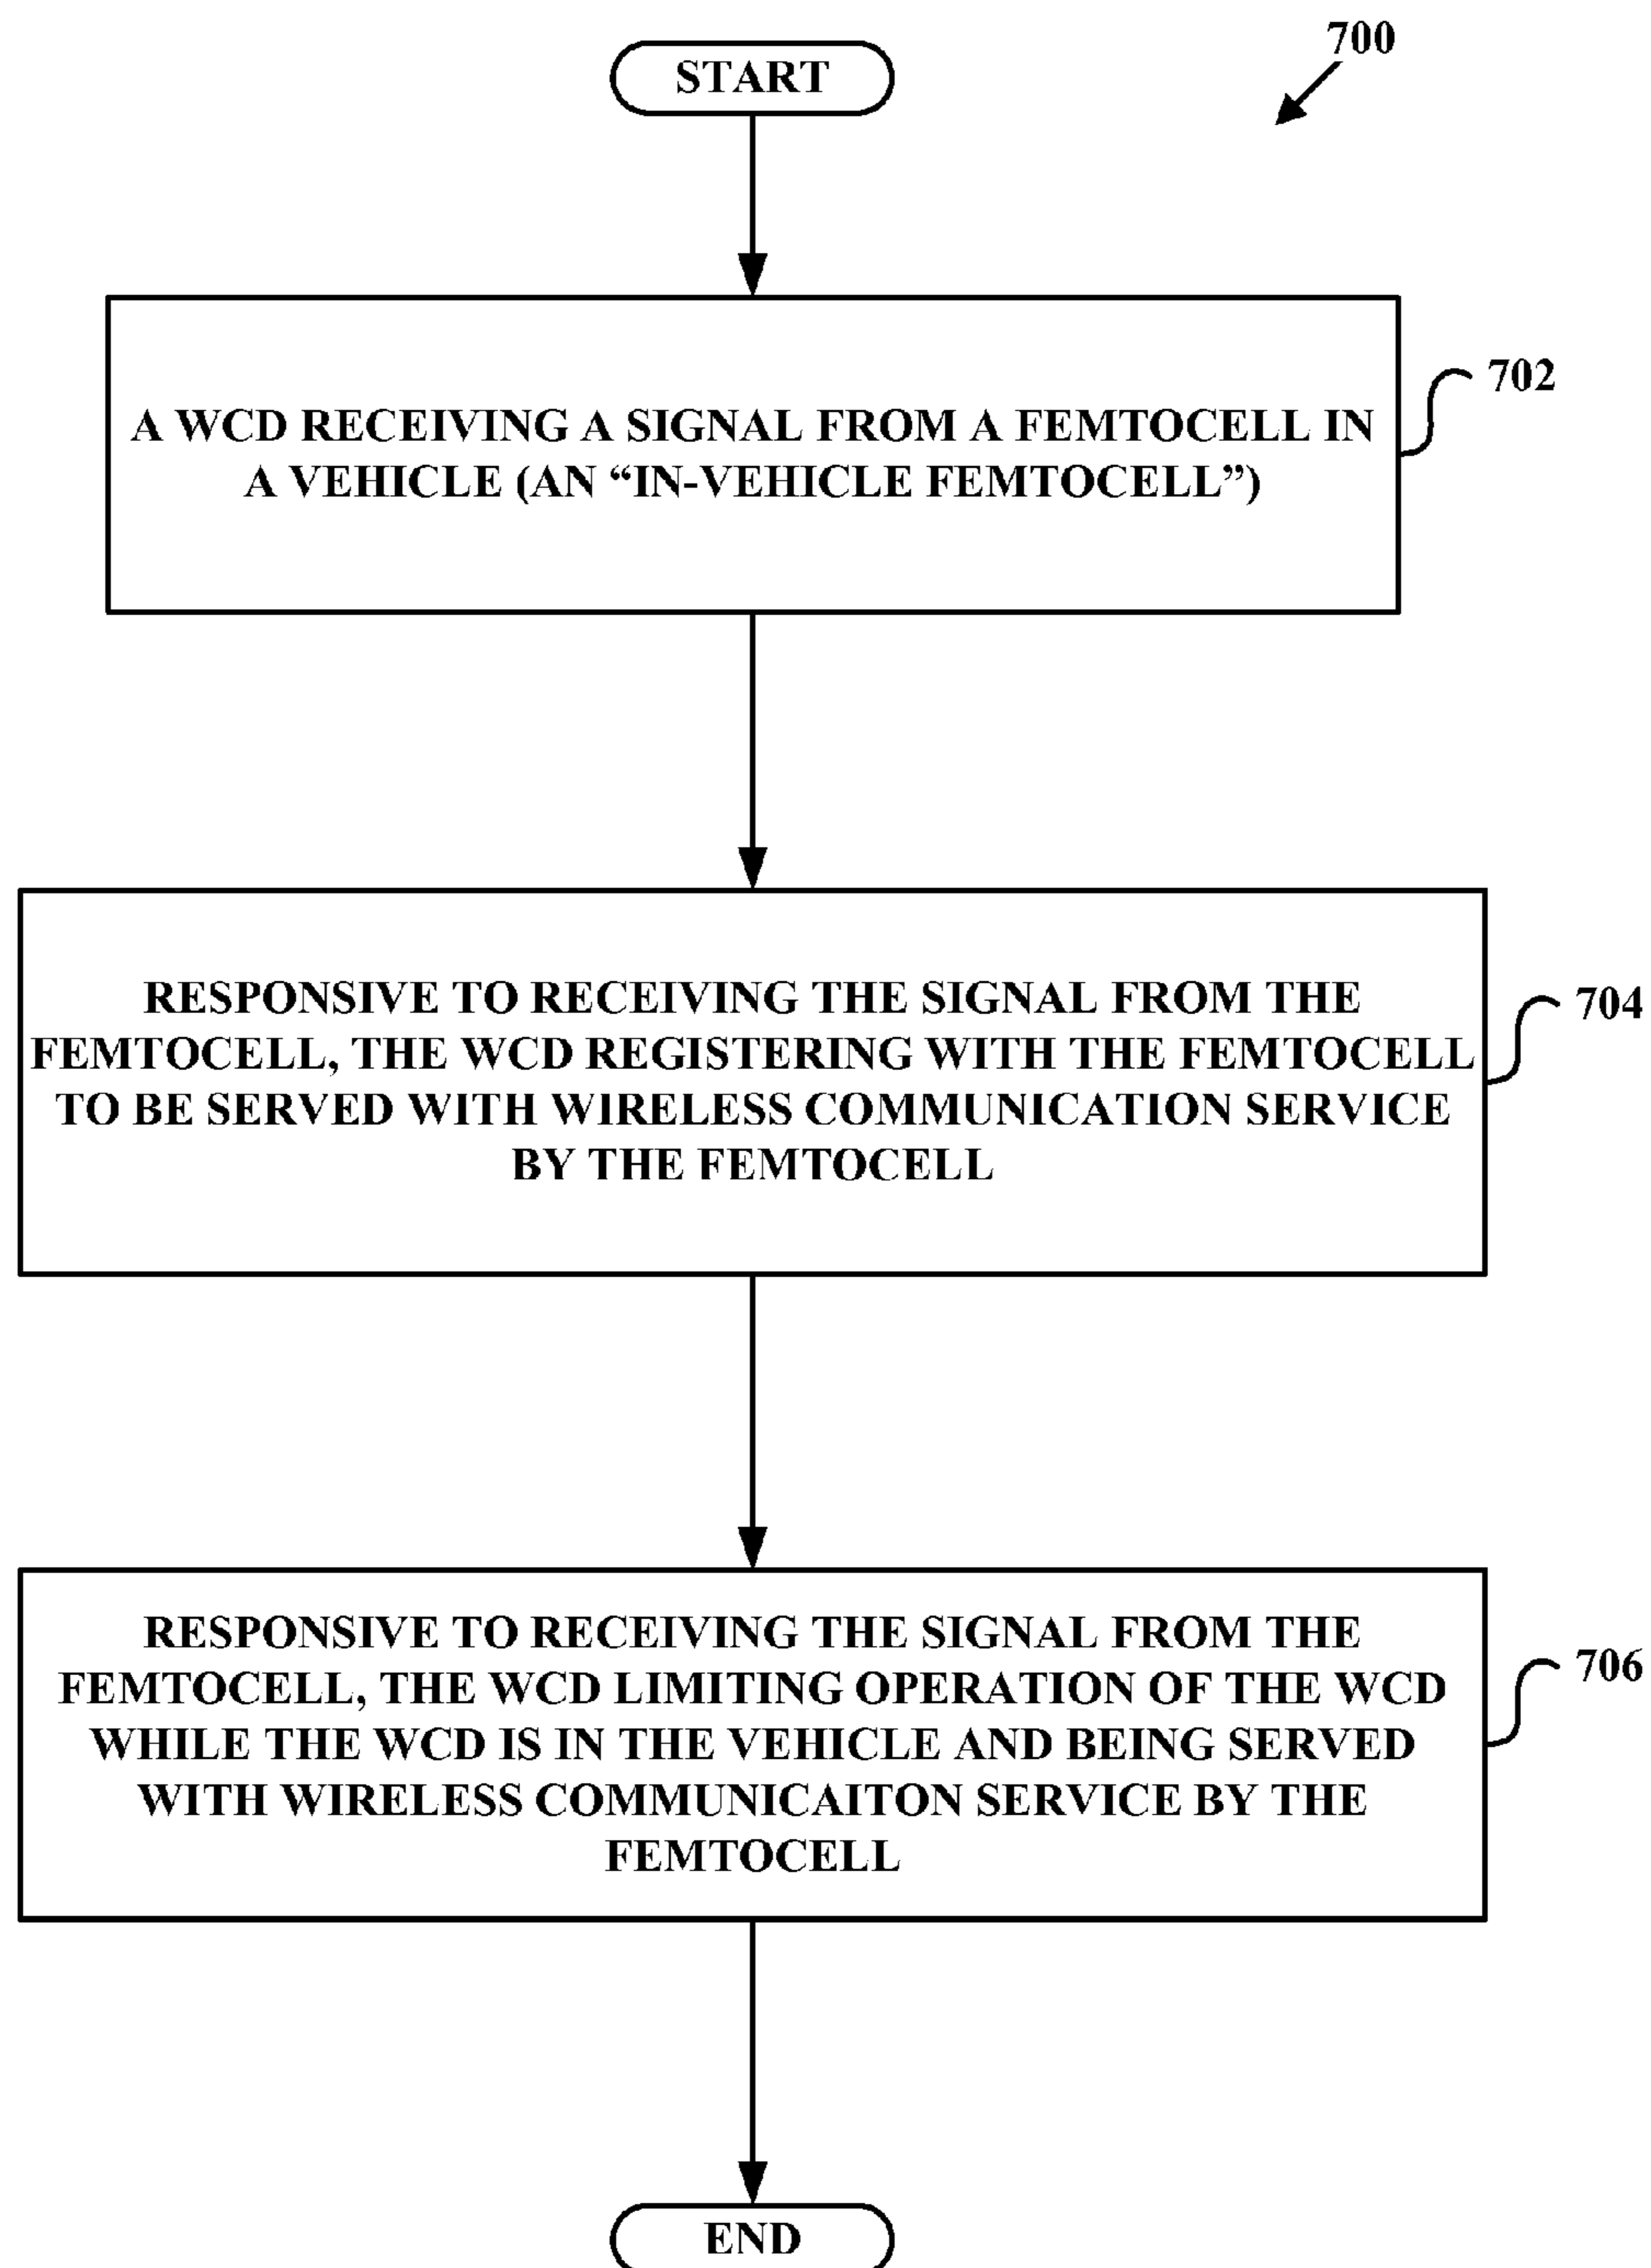 START
700
A WCD RECEIVING A SIGNAL FROM A FEMTOCELL IN
A VEHICLE (AN “IN-VEHICLE FEMTOCELL”)
702
RESPONSIVE TO RECEIVING THE SIGNAL FROM THE
FEMTOCELL, THE WCD REGISTERING WITH THE FEMTOCELL
TO BE SERVED WITH WIRELESS COMMUNICATION SERVICE
BY THE FEMTOCELL
704
RESPONSIVE TO RECEIVING THE SIGNAL FROM THE
FEMTOCELL, THE WCD LIMITING OPERATION OF THE WCD
WHILE THE WCD IS IN THE VEHICLE AND BEING SERVED
WITH WIRELESS COMMUNICAITON SERVICE BY THE
FEMTOCELL
706
END